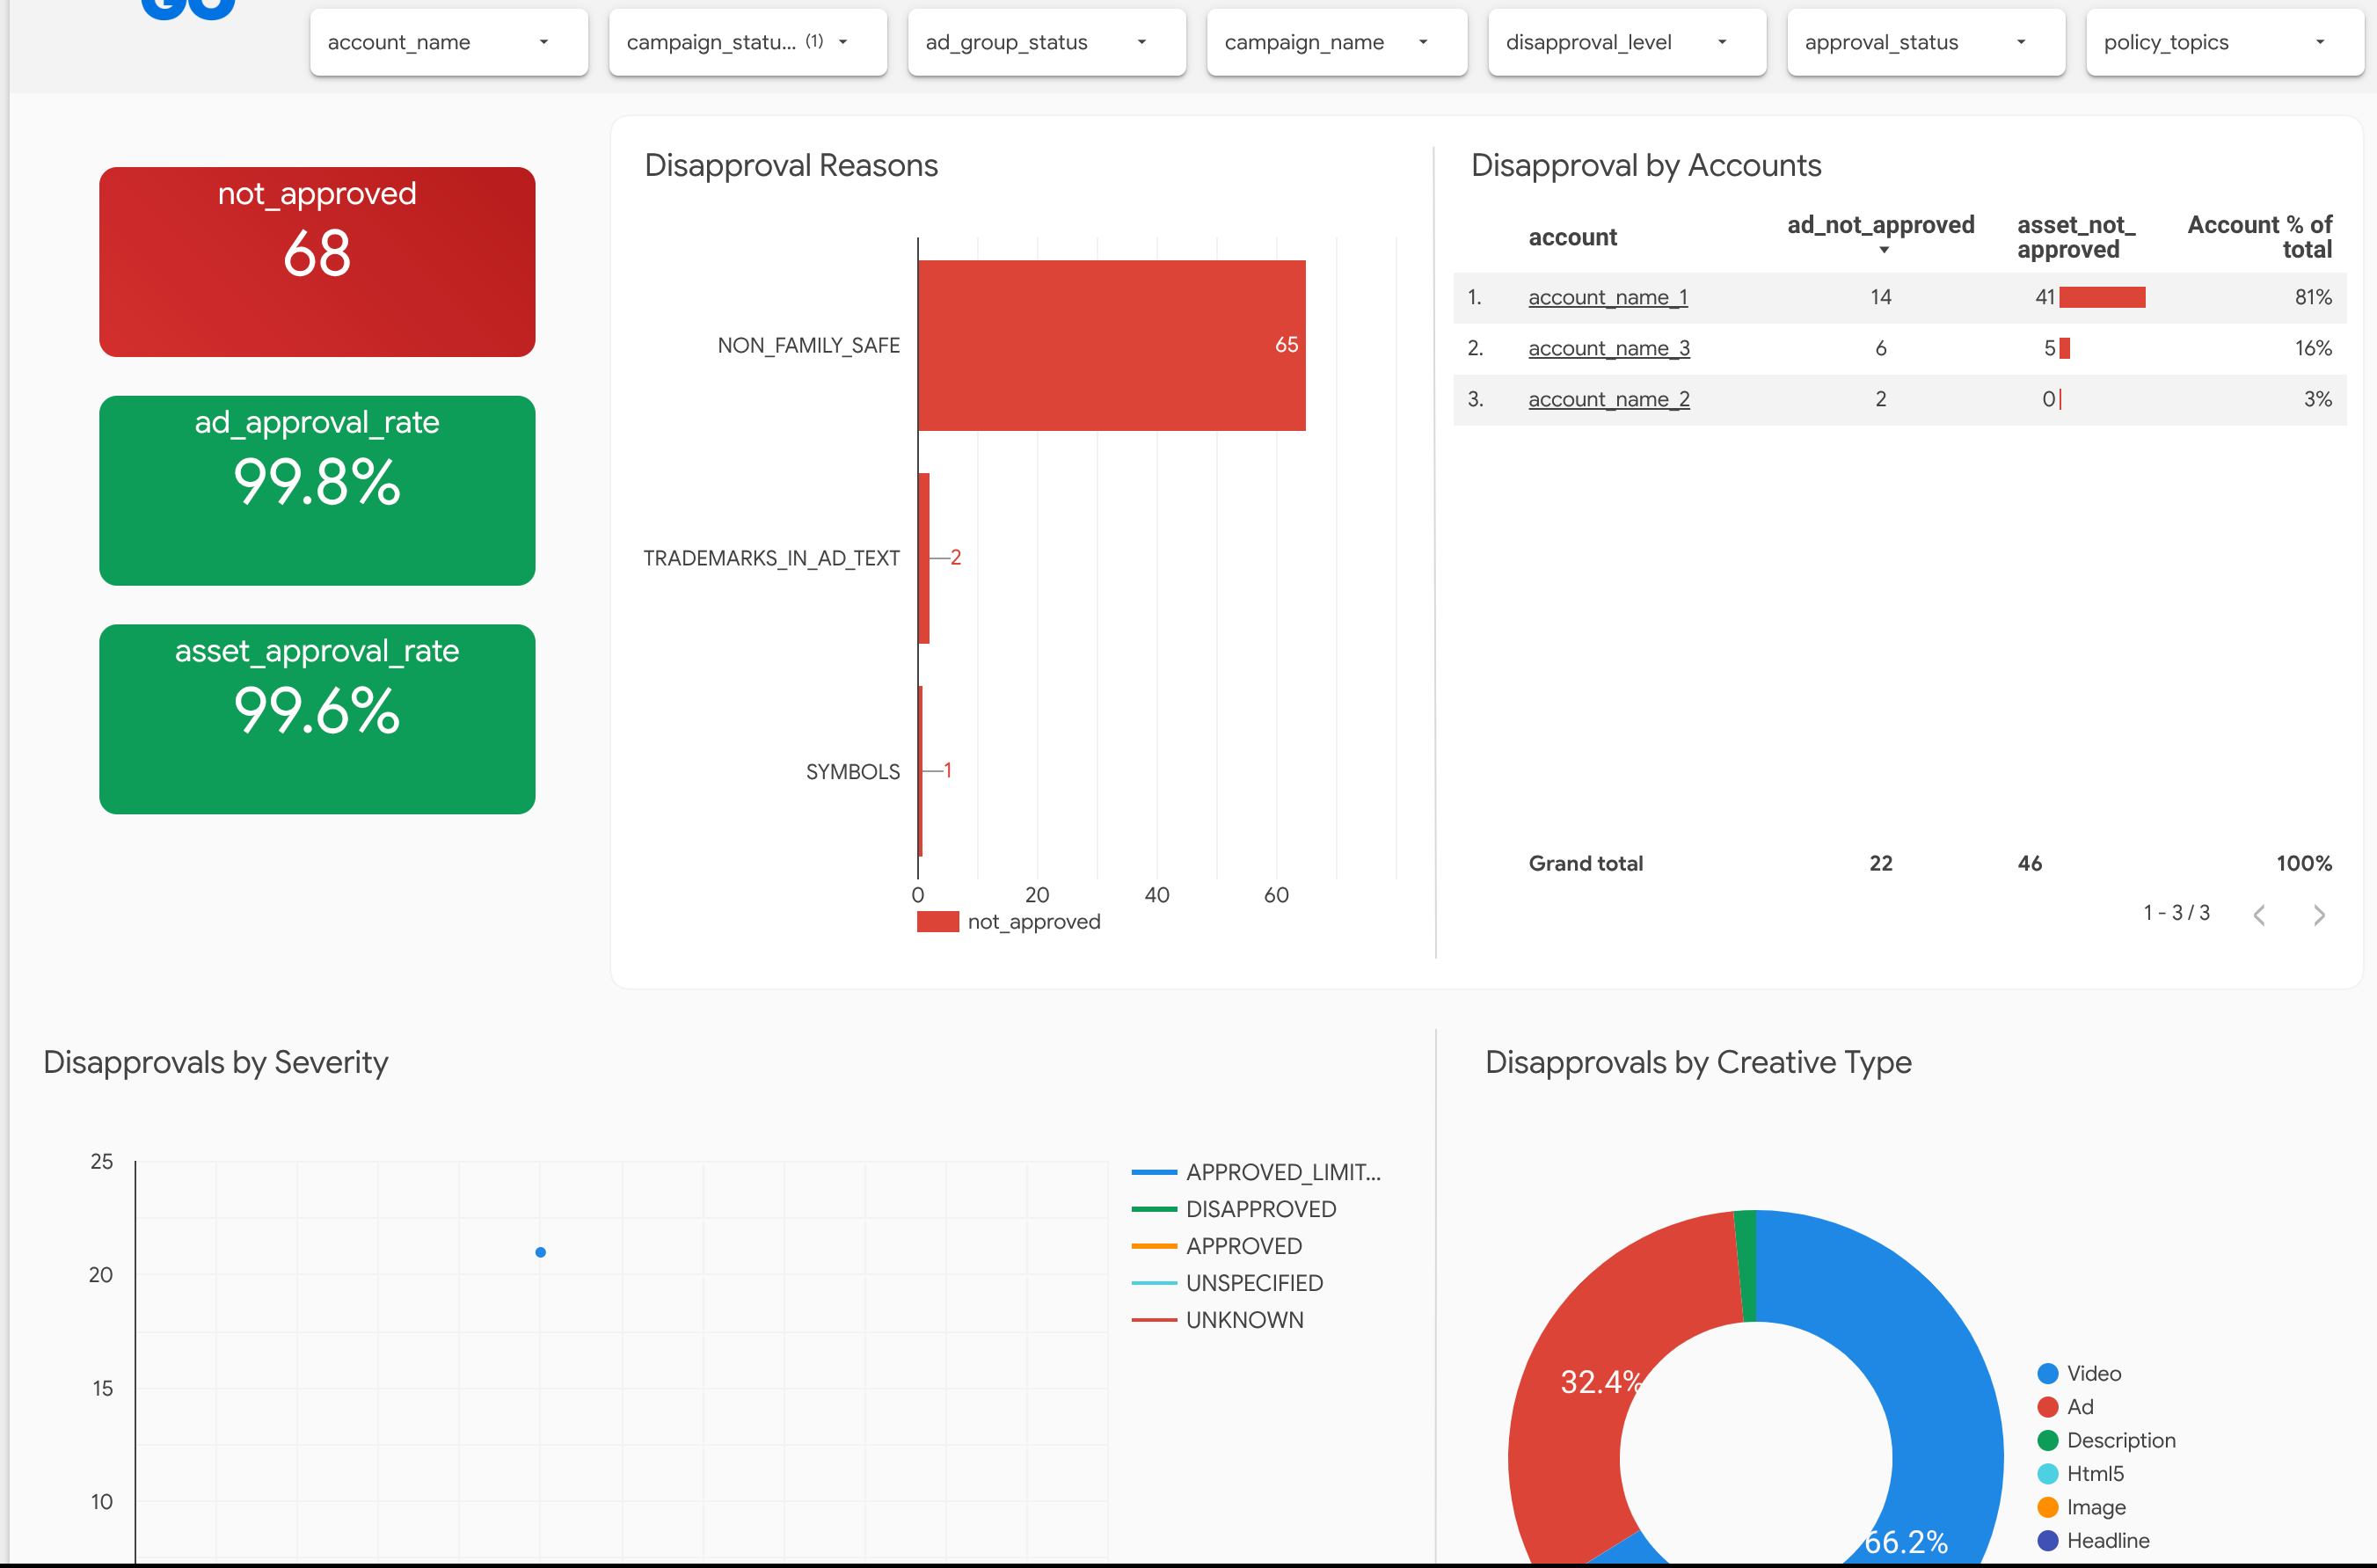 account_name
campaign_statu... (1)
ad_group_status
campaign_name
disapproval_level
approval_status
policy_topics
not_approved
68
ad_approval_rate
99.8%
asset_approval_rate
99.6%
Disapproval Reasons
NON_FAMILY_SAFE
65
TRADEMARKS_IN_AD_TEXT
2
SYMBOLS
1
0 20 40 60
not_approved
Disapproval by Accounts
account ad_not_approved asset_not_approved Account % of total
1. account_name_1 14 41 81%
2. account_name_3 6 5 16%
3. account_name_2 2 0 3%
Grand total 22 46 100%
1 - 3 / 3
Disapprovals by Severity
25
20
15
10
APPROVED_LIMIT...
DISAPPROVED
APPROVED
UNSPECIFIED
UNKNOWN
Disapprovals by Creative Type
32.4%
66.2%
Video
Ad
Description
Html5
Image
Headline